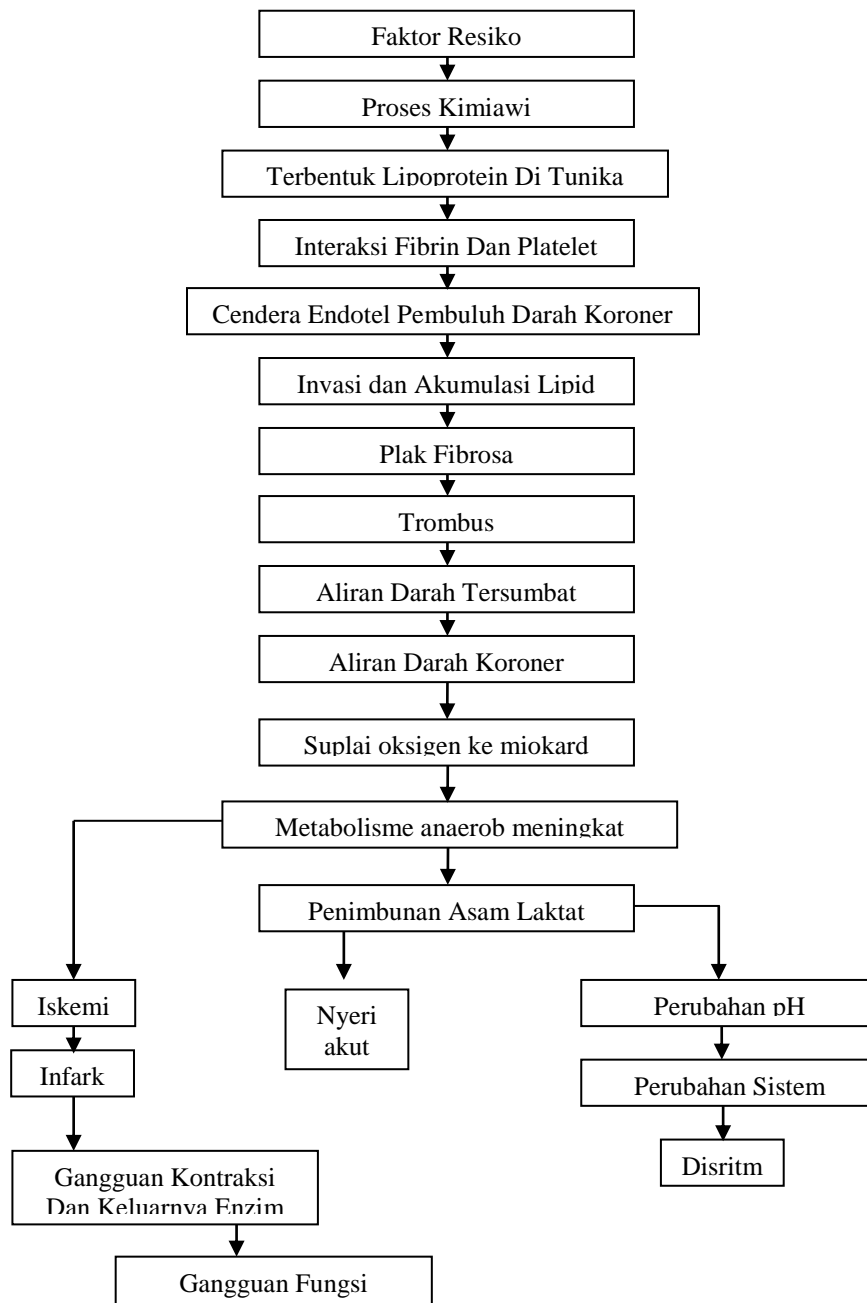 Faktor Resiko
Proses Kimiawi
Terbentuk Lipoprotein Di Tunika
Interaksi Fibrin Dan Platelet
Cendera Endotel Pembuluh Darah Koroner
Invasi dan Akumulasi Lipid
Plak Fibrosa
Trombus
Aliran Darah Tersumbat
Aliran Darah Koroner
Suplai oksigen ke miokard
Metabolisme anaerob meningkat
Penimbunan Asam Laktat
Iskemi
Infark
Gangguan Kontraksi
Dan Keluarnya Enzim
Gangguan Fungsi
Nyeri
akut
Perubahan pH
Perubahan Sistem
Disritm